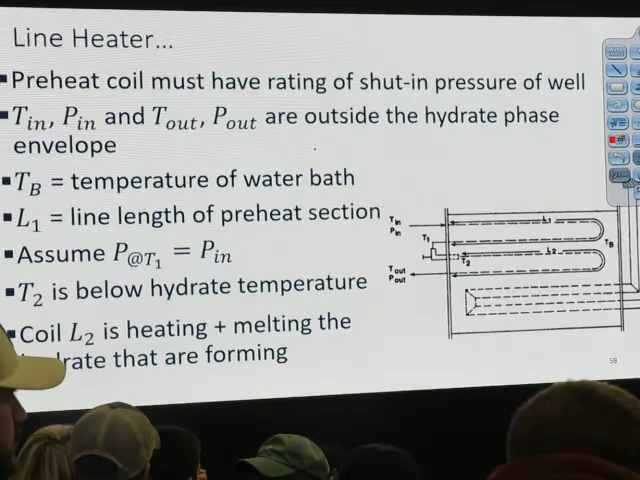 Line Heater...
▪Preheat coil must have rating of shut-in pressure of well
▪T_in, P_in and T_out, P_out are outside the hydrate phase
envelope
▪T_B = temperature of water bath
▪L_1 = line length of preheat section
▪Assume P_@T_1 = P_in
▪T_2 is below hydrate temperature
▪Coil L_2 is heating + melting the
drate that are forming
T_in
P_in
T_1
L_1
T_B
L_2
T_2
T_out
P_out
59